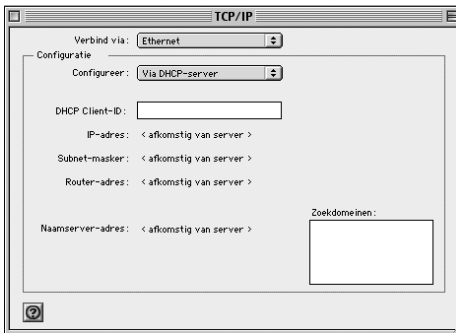 TCP/IP
Verbind via: Ethernet
Configuratie
Configureer: Via DHCP-server
DHCP Client-ID:
IP-adres: < afkomstig van server >
Subnet-masker: < afkomstig van server >
Router-adres: < afkomstig van server >
Zoekdomeinen:
Naamserver-adres: < afkomstig van server >
?